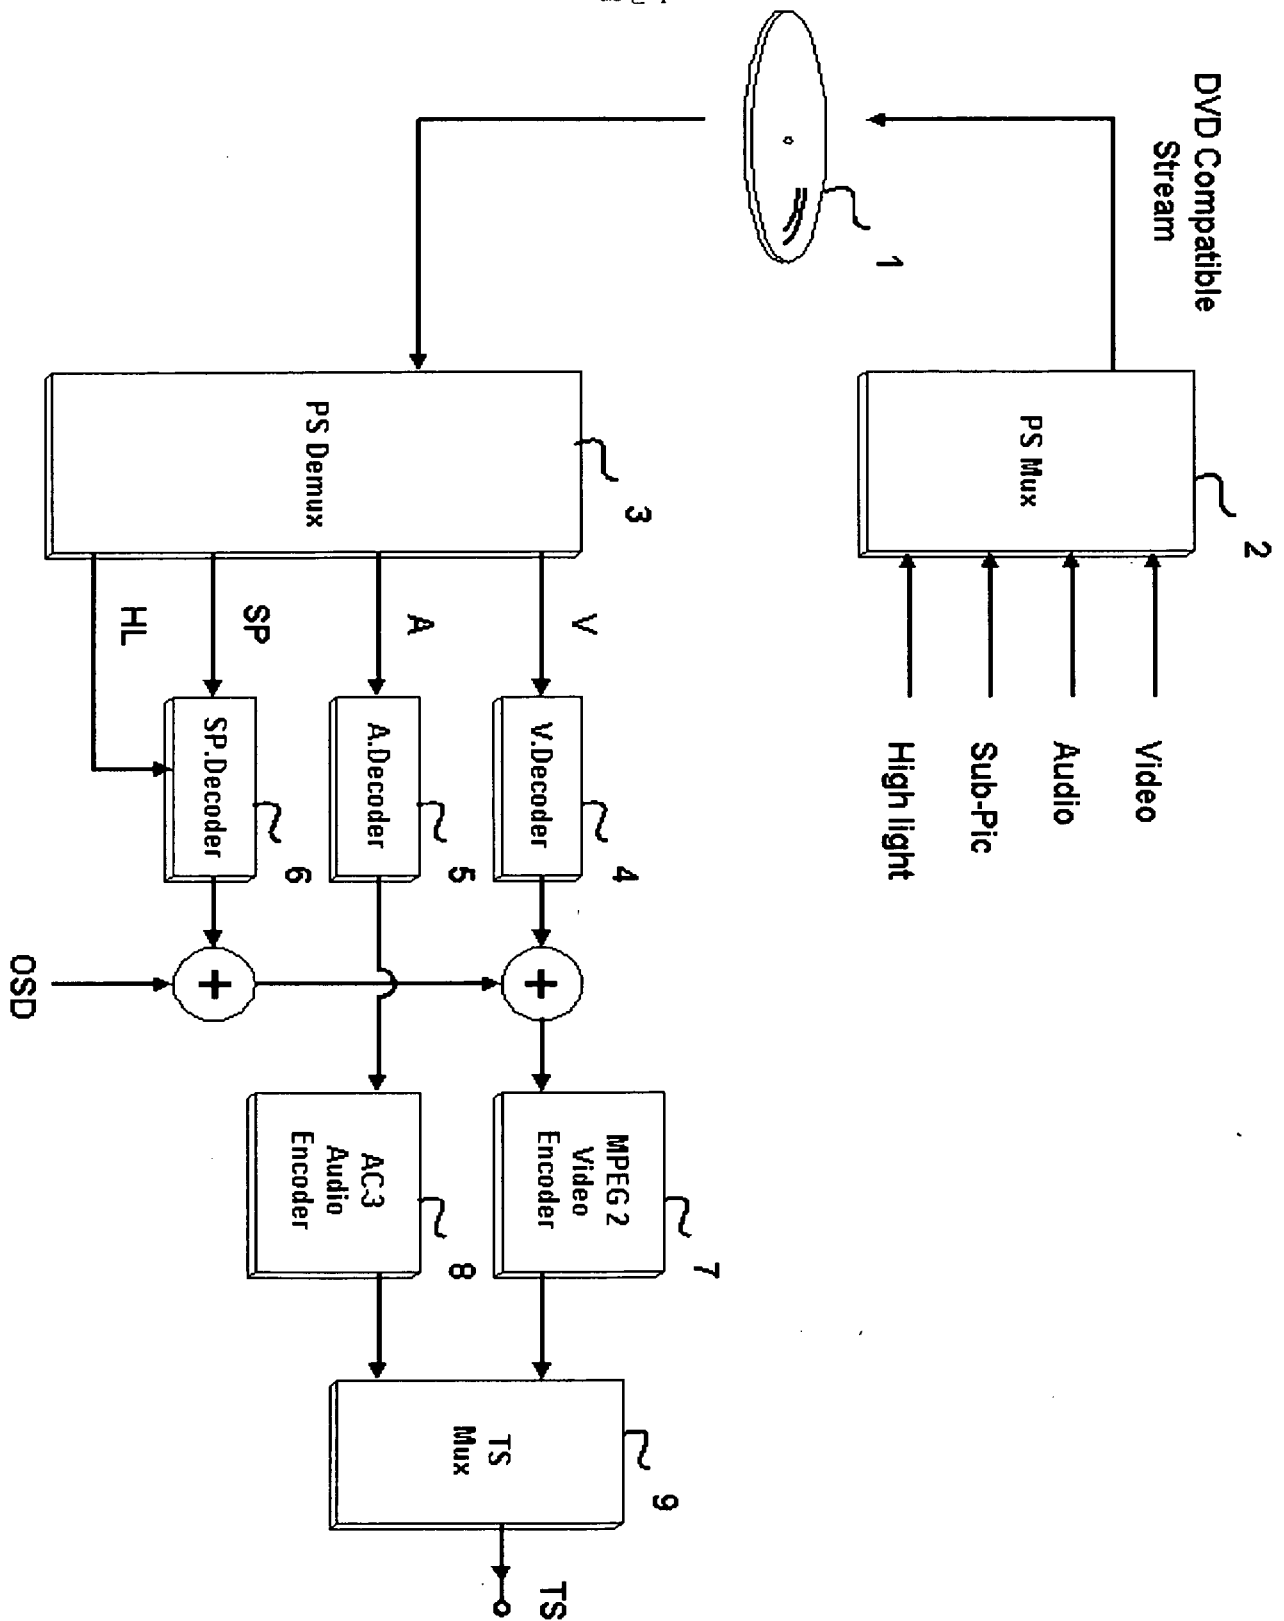 DVD Compatible
Stream
1
PS Mux
2
Video
Audio
Sub-Pic
High light
PS Demux
3
V
A
SP
HL
V.Decoder
4
A.Decoder
5
SP.Decoder
6
+
+
OSD
MPEG 2
Video
Encoder
7
AC-3
Audio
Encoder
8
TS
Mux
9
TS